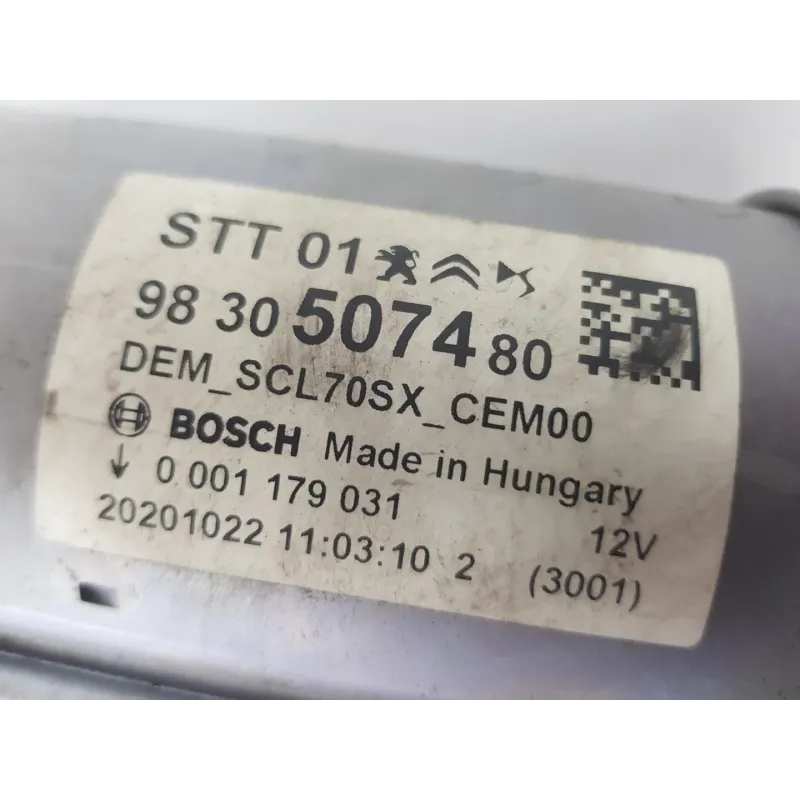 STT 01
98 30 5074 80
DEM_SCL70SX_CEM00
BOSCH Made in Hungary
0 001 179 031 12V
20201022 11:03:10 2 (3001)